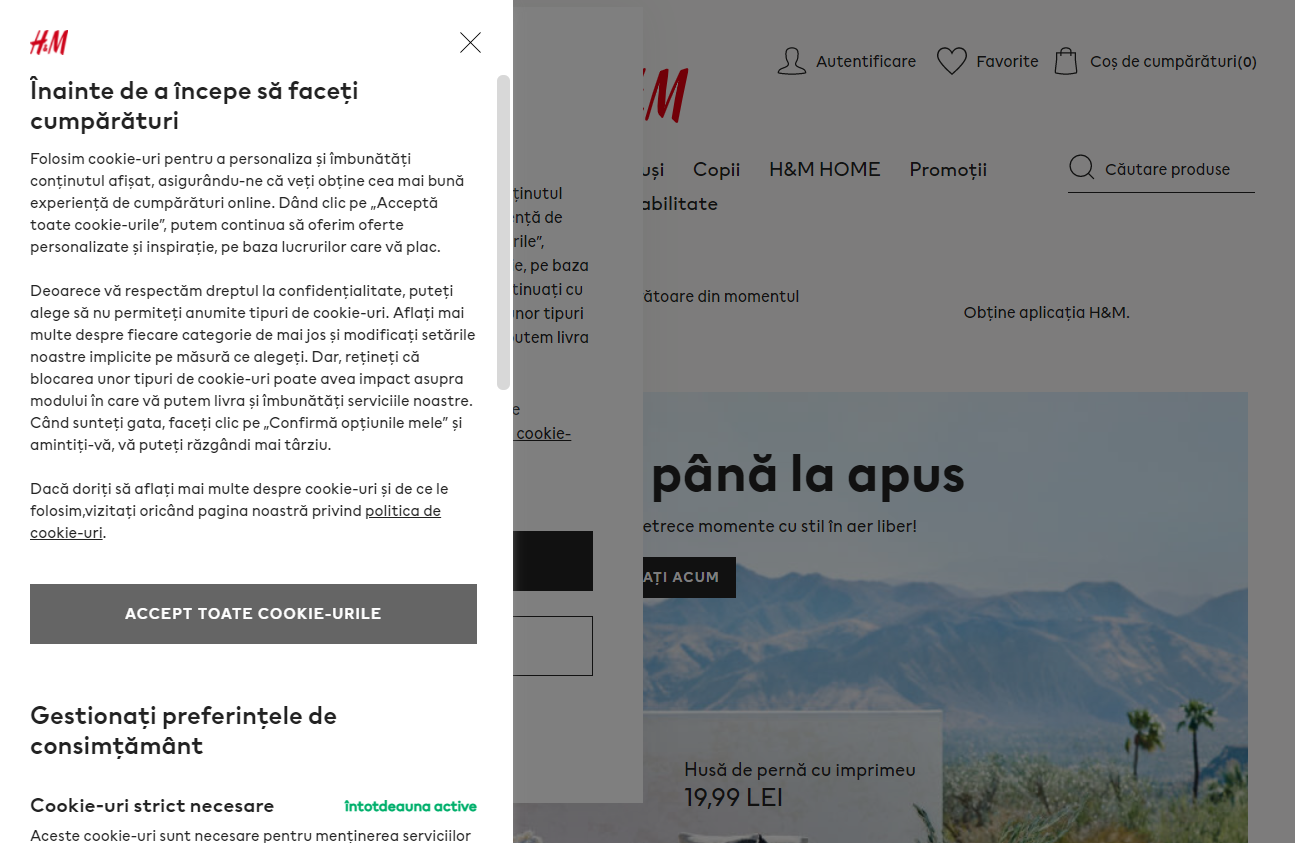 H&M
Înainte de a începe să faceți
cumpărături
Folosim cookie-uri pentru a personaliza și îmbunătăți
conținutul afișat, asigurându-ne că veți obține cea mai bună
experiență de cumpărături online. Dând clic pe „Acceptă
toate cookie-urile”, putem continua să oferim oferte
personalizate și inspirație, pe baza lucrurilor care vă plac.
Deoarece vă respectăm dreptul la confidențialitate, puteți
alege să nu permiteți anumite tipuri de cookie-uri. Aflați mai
multe despre fiecare categorie de mai jos și modificați setările
noastre implicite pe măsură ce alegeți. Dar, rețineți că
blocarea unor tipuri de cookie-uri poate avea impact asupra
modului în care vă putem livra și îmbunătăți serviciile noastre.
Când sunteți gata, faceți clic pe „Confirmă opțiunile mele” și
amintiți-vă, vă puteți răzgândi mai târziu.
Dacă doriți să aflați mai multe despre cookie-uri și de ce le
folosim,vizitați oricând pagina noastră privind politica de
cookie-uri.
ACCEPT TOATE COOKIE-URILE
Gestionați preferințele de
consimțământ
Cookie-uri strict necesare
întotdeauna active
Aceste cookie-uri sunt necesare pentru menținerea serviciilor
de
pe baza
cu
unor tipuri
putem livra
cookie-
Autentificare
Favorite
Coș de cumpărături(0)
Copii
H&M HOME
Promoții
Căutare produse
din momentul
Obține aplicația H&M.
până la apus
petrece momente cu stil în aer liber!
ACUM
Husă de pernă cu imprimeu
19,99 LEI